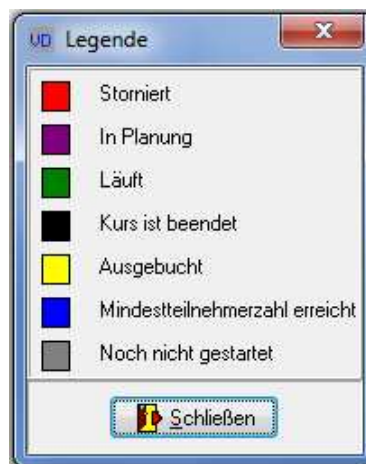 VD Legende
Storniert
In Planung
Läuft
Kurs ist beendet
Ausgebucht
Mindestteilnehmerzahl erreicht
Noch nicht gestartet
Schließen